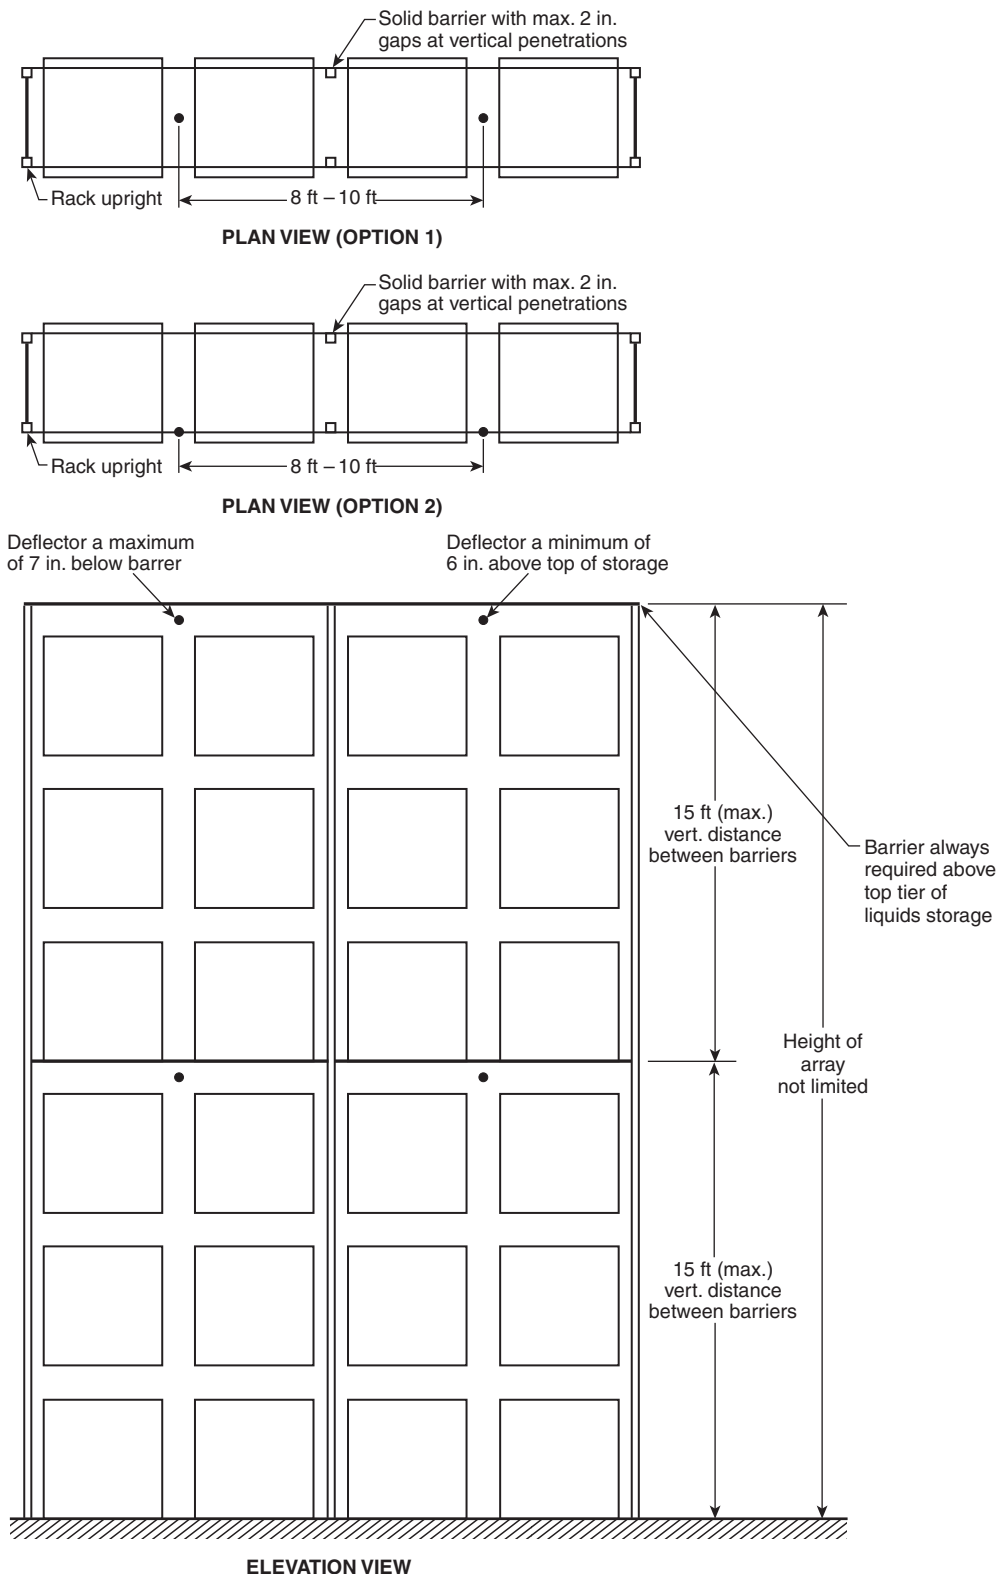 Solid barrier with max. 2 in.
gaps at vertical penetrations
Rack upright
8 ft – 10 ft
PLAN VIEW (OPTION 1)
Solid barrier with max. 2 in.
gaps at vertical penetrations
Rack upright
8 ft – 10 ft
PLAN VIEW (OPTION 2)
Deflector a maximum
of 7 in. below barrer
Deflector a minimum of
6 in. above top of storage
15 ft (max.)
vert. distance
between barriers
Barrier always
required above
top tier of
liquids storage
Height of
array
not limited
15 ft (max.)
vert. distance
between barriers
ELEVATION VIEW